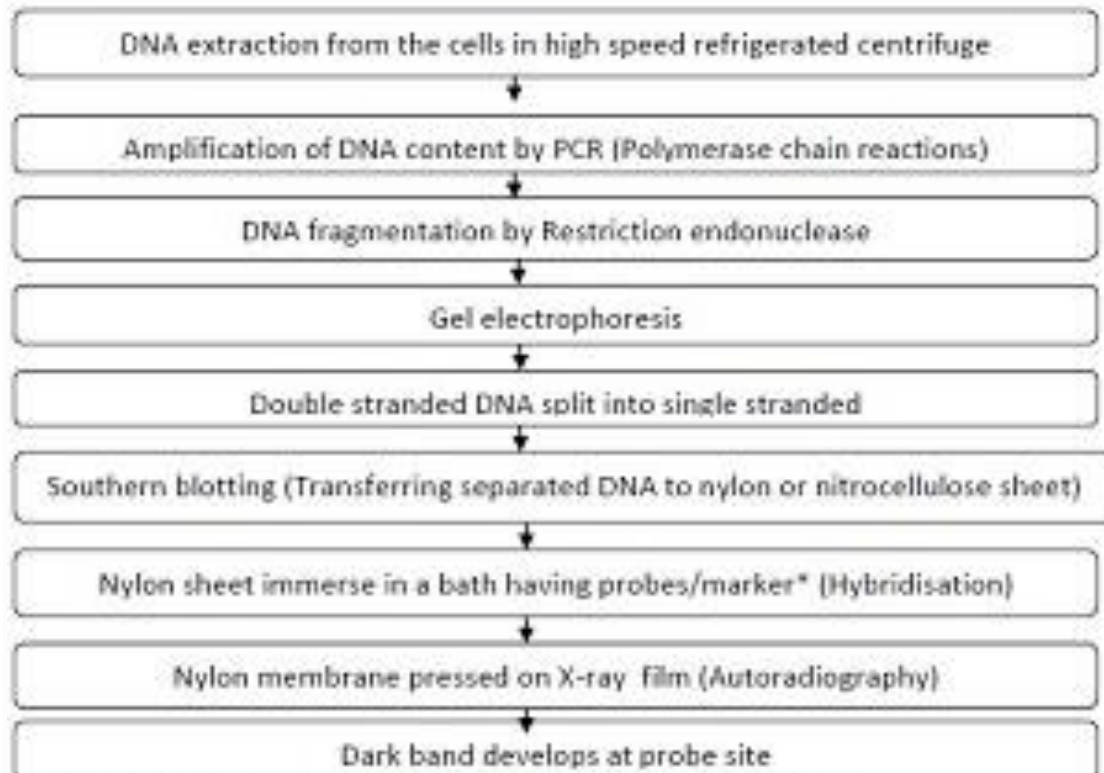 DNA extraction from the cells in high speed refrigerated centrifuge
Amplification of DNA content by PCR (Polymerase chain reactions)
DNA fragmentation by Restriction endonuclease
Gel electrophoresis
Double stranded DNA split into single stranded
Southern blotting (Transferring separated DNA to nylon or nitrocellulose sheet)
Nylon sheet immerse in a bath having probes/marker* (Hybridisation)
Nylon membrane pressed on X-ray film (Autoradiography)
Dark band develops at probe site